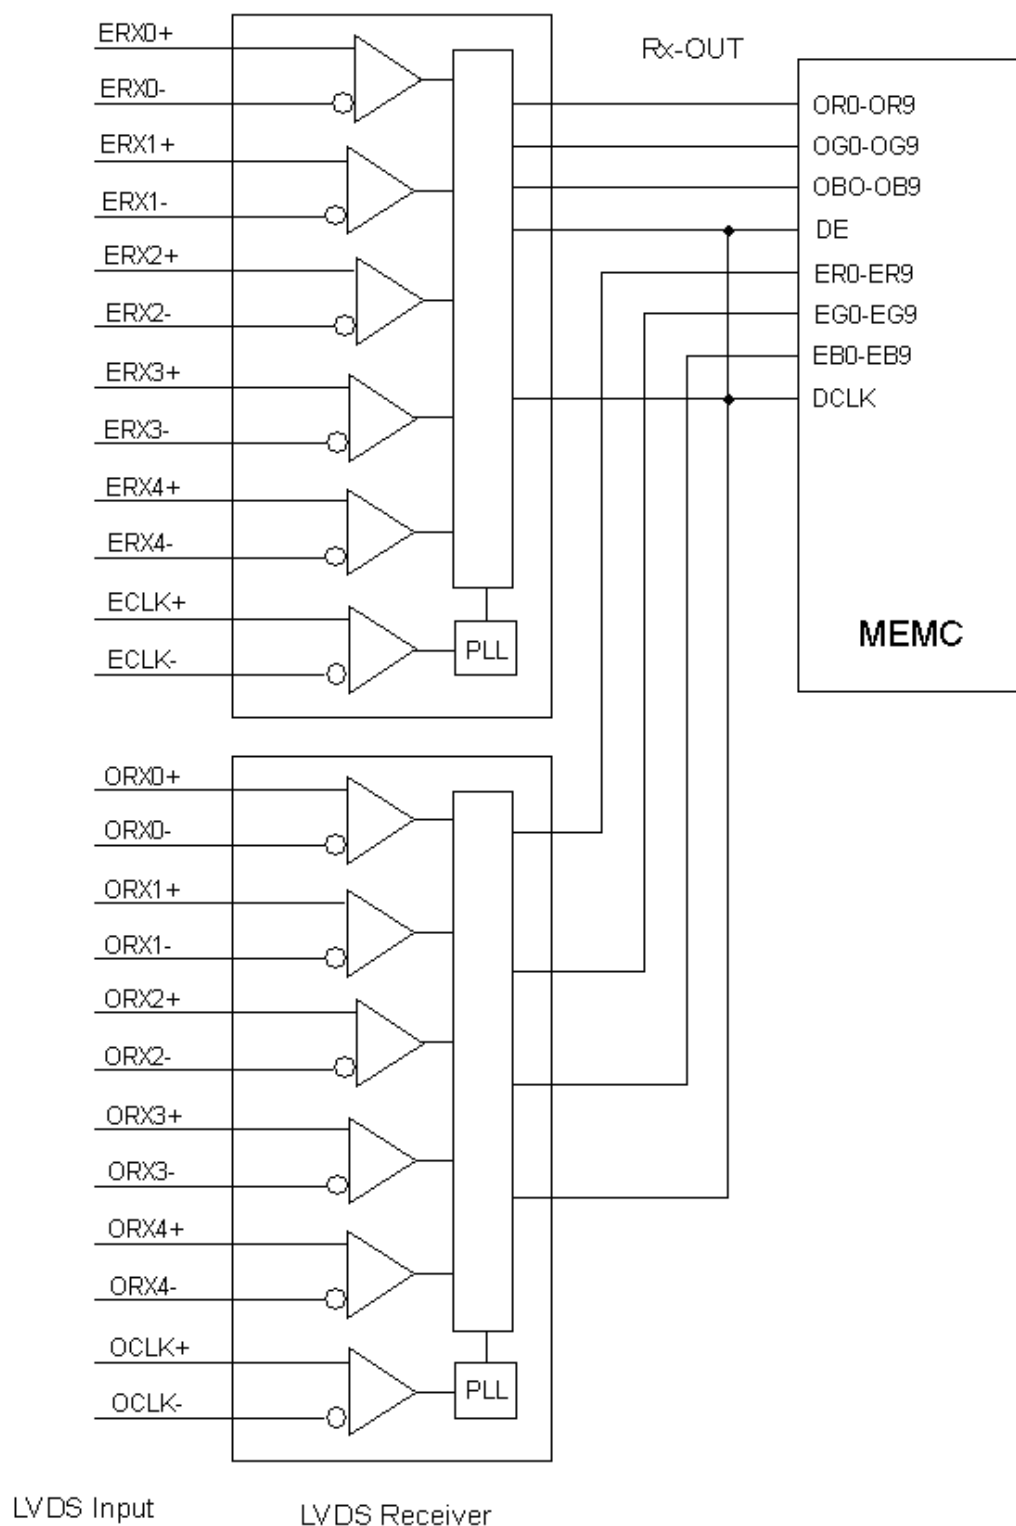 ERX0+
ERX0-
ERX1+
ERX1-
ERX2+
ERX2-
ERX3+
ERX3-
ERX4+
ERX4-
ECLK+
ECLK-
PLL
Rx-OUT
OR0-OR9
OG0-OG9
OBO-OB9
DE
ER0-ER9
EG0-EG9
EB0-EB9
DCLK
MEMC
ORX0+
ORX0-
ORX1+
ORX1-
ORX2+
ORX2-
ORX3+
ORX3-
ORX4+
ORX4-
OCLK+
OCLK-
PLL
LVDS Input
LVDS Receiver